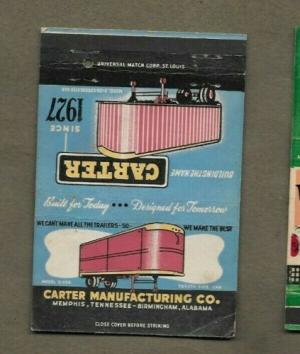 UNIVERSAL MATCH CORP. ST. LOUIS
SINCE 1927
BUILDING THE NAME
CARTER
Built for Today ••• Designed for Tomorrow
WE CAN'T MAKE ALL THE TRAILERS - SO - WE MAKE THE BEST
CARTER MANUFACTURING CO.
MEMPHIS, TENNESSEE - BIRMINGHAM, ALABAMA
CLOSE COVER BEFORE STRIKING